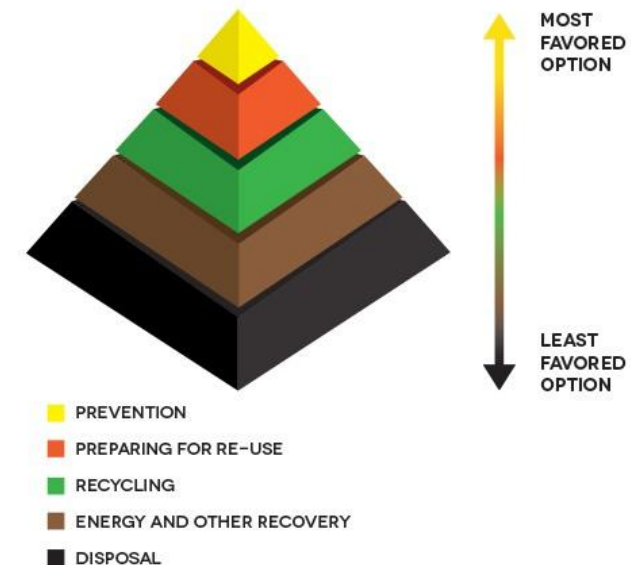 MOST
FAVORED
OPTION
LEAST
FAVORED
OPTION
PREVENTION
PREPARING FOR RE-USE
RECYCLING
ENERGY AND OTHER RECOVERY
DISPOSAL